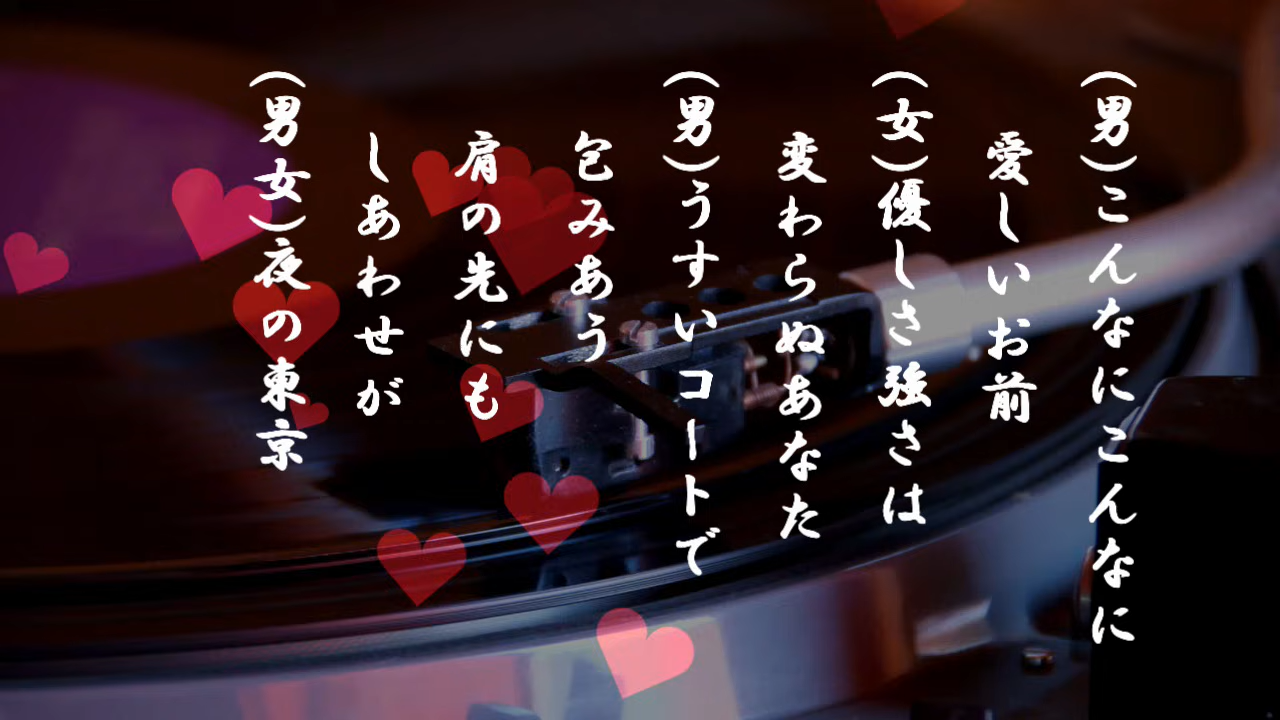 (男)こんなにこんなに
愛しいお前
(女)優しさ強さは
変わらぬあなた
(男)うすいコートで
包みあう
肩の先にも
しあわせが
(男女)夜の東京